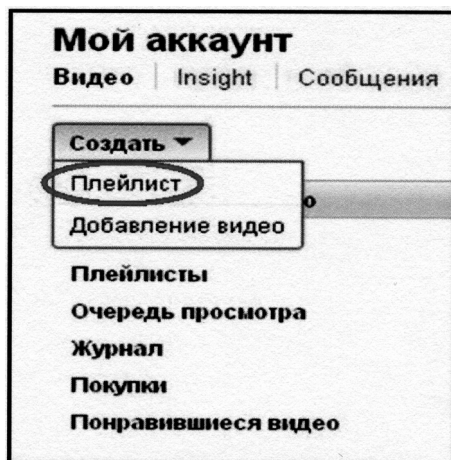 Мой аккаунт
Видео Insight Сообщения
Создать
Плейлист
о
Добавление видео
Плейлисты
Очередь просмотра
Журнал
Покупки
Понравившиеся видео